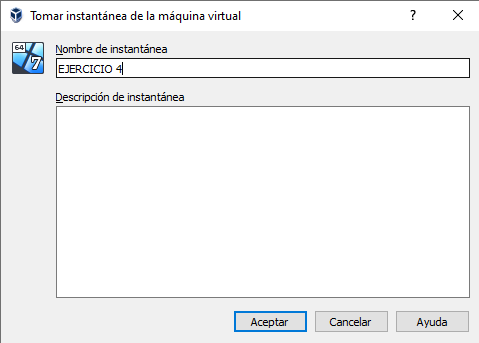 Tomar instantánea de la máquina virtual
?
64
7
Nombre de instantánea
EJERCICIO 4
Descripción de instantánea
Aceptar
Cancelar
Ayuda